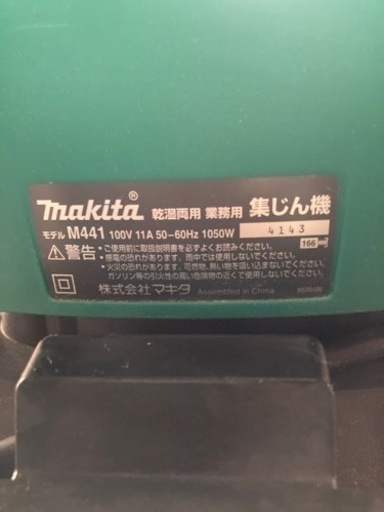 makita® 乾湿両用 業務用 集じん機
モデル M441 100V 11A 50-60Hz 1050W 4143
⚠警告 ・ご使用前に取扱説明書を必ずよくお読みください。 166
・感電の恐れあり。雨中では使用しないでください。
・火災の恐れあり。可燃物、熱い物を吸い込まないでください。
ガソリン等の引火性の高い危険物の近くで使用しないでください。
株式会社マキタ Assembled in China